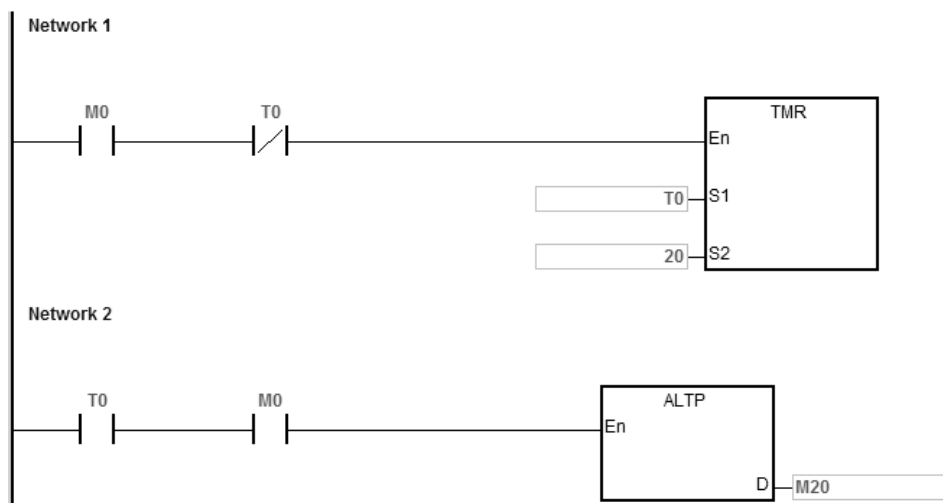 Network 1
M0
T0
TMR
En
T0
S1
20
S2
Network 2
T0
M0
ALTP
En
D
M20